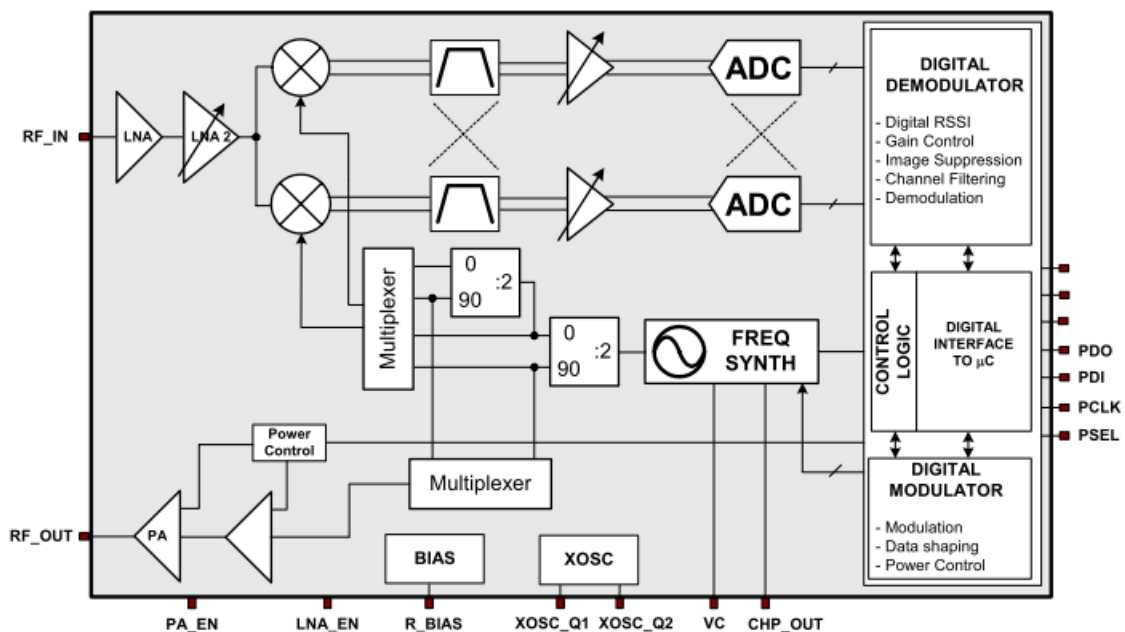 RF_IN
LNA
LNA 2
ADC
ADC
DIGITAL
DEMODULATOR
- Digital RSSI
- Gain Control
- Image Suppression
- Channel Filtering
- Demodulation
Multiplexer
0
:2
90
0
:2
90
FREQ
SYNTH
CONTROL
LOGIC
DIGITAL
INTERFACE
TO µC
PDO
PDI
PCLK
PSEL
Power
Control
Multiplexer
DIGITAL
MODULATOR
- Modulation
- Data shaping
- Power Control
RF_OUT
PA
BIAS
XOSC
PA_EN
LNA_EN
R_BIAS
XOSC_Q1
XOSC_Q2
VC
CHP_OUT